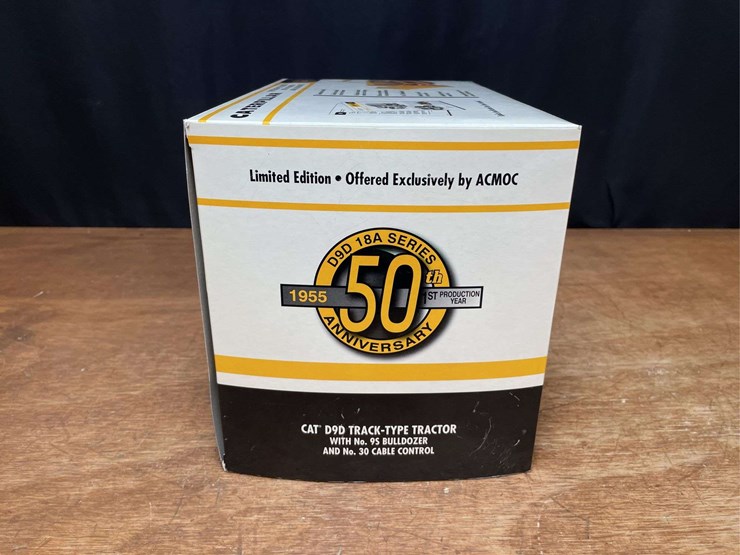 CATERPILLAR
Limited Edition • Offered Exclusively by ACMOC
D9D 18A SERIES
50th
1955
1ST PRODUCTION
YEAR
ANNIVERSARY
CAT® D9D TRACK-TYPE TRACTOR
WITH No. 9S BULLDOZER
AND No. 30 CABLE CONTROL